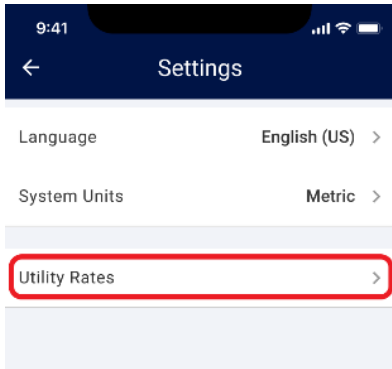 9:41
Settings
Language English (US)
System Units Metric
Utility Rates